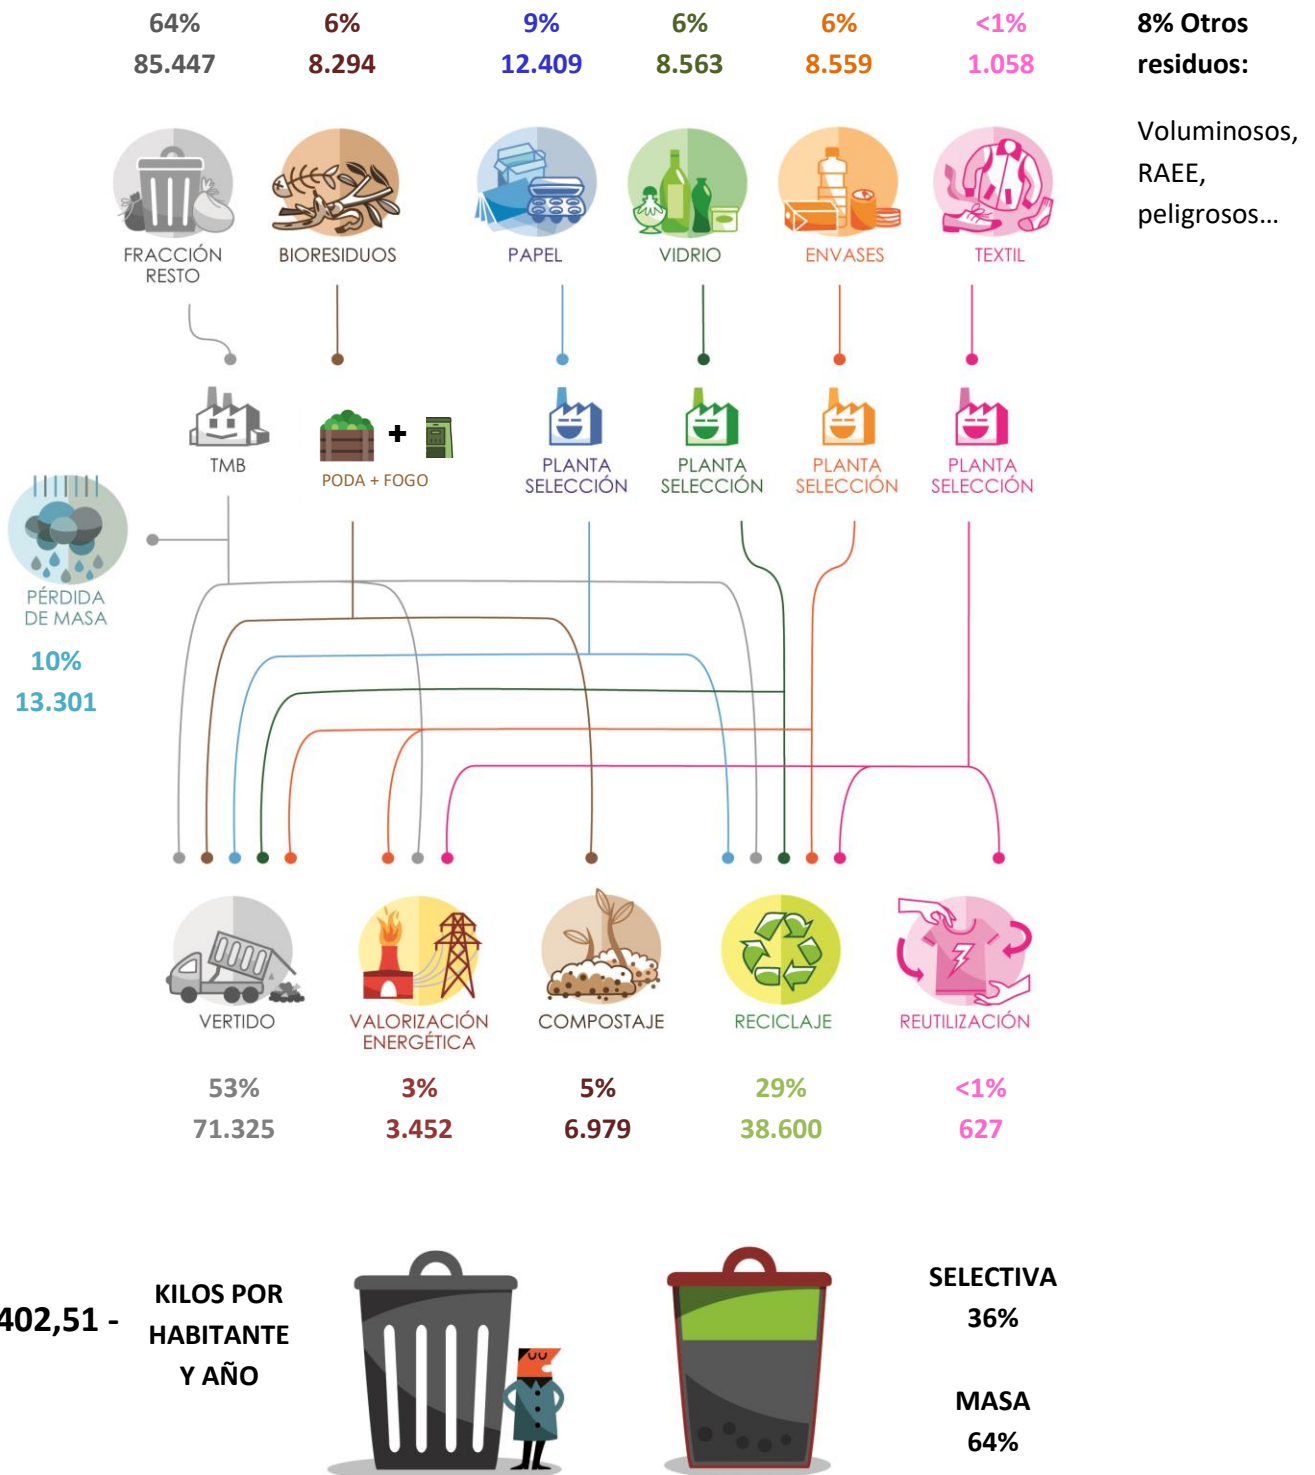 64%
6%
9%
6%
6%
<1%
8% Otros
85.447
8.294
12.409
8.563
8.559
1.058
residuos:
Voluminosos,
RAEE,
peligrosos...
FRACCIÓN
RESTO
BIORESIDUOS
PAPEL
VIDRIO
ENVASES
TEXTIL
TMB
+
PODA + FOGO
PLANTA
SELECCIÓN
PLANTA
SELECCIÓN
PLANTA
SELECCIÓN
PLANTA
SELECCIÓN
PÉRDIDA
DE MASA
10%
13.301
VERTIDO
VALORIZACIÓN
ENERGÉTICA
COMPOSTAJE
RECICLAJE
REUTILIZACIÓN
53%
3%
5%
29%
<1%
71.325
3.452
6.979
38.600
627
402,51 -
KILOS POR
HABITANTE
Y AÑO
SELECTIVA
36%
MASA
64%